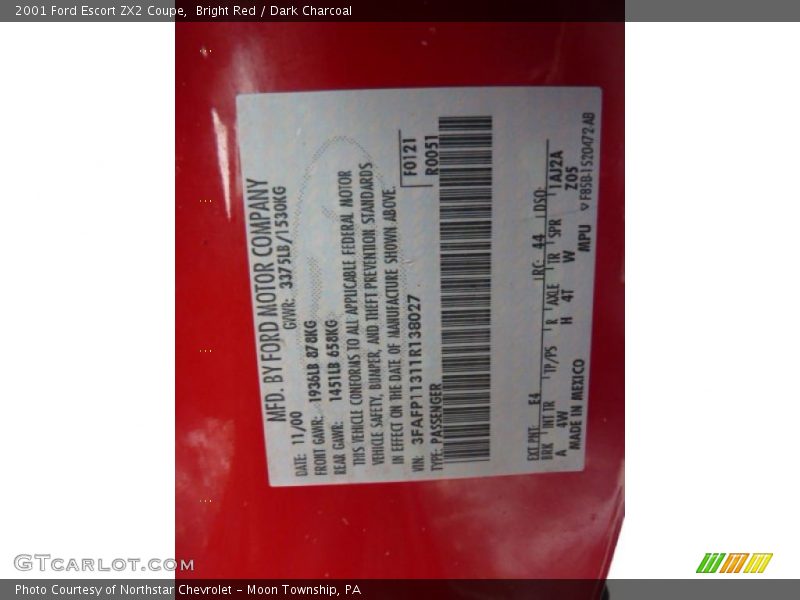 2001 Ford Escort ZX2 Coupe,  Bright Red / Dark Charcoal
MFD. BY FORD MOTOR COMPANY
DATE: 11/00 GVWR: 3375LB/1530KG
FRONT GAWR: 1936LB 878KG
REAR GAWR: 1451LB 658KG
THIS VEHICLE CONFORMS TO ALL APPLICABLE FEDERAL MOTOR
VEHICLE SAFETY, BUMPER, AND THEFT PREVENTION STANDARDS
IN EFFECT ON THE DATE OF MANUFACTURE SHOWN ABOVE.
F0121
VIN: 3FAFP11311R138027 R0051
TYPE: PASSENGER
EXT PNT: E4 RC: 44 DSO:
BRK INT TR TP/PS R AXLE TR SPR 1AJ2A
A 4W H 4T W Z05
MADE IN MEXICO MPU F85B-1520472-AB
GTCARLOT.COM
Photo Courtesy of Northstar Chevrolet – Moon Township, PA